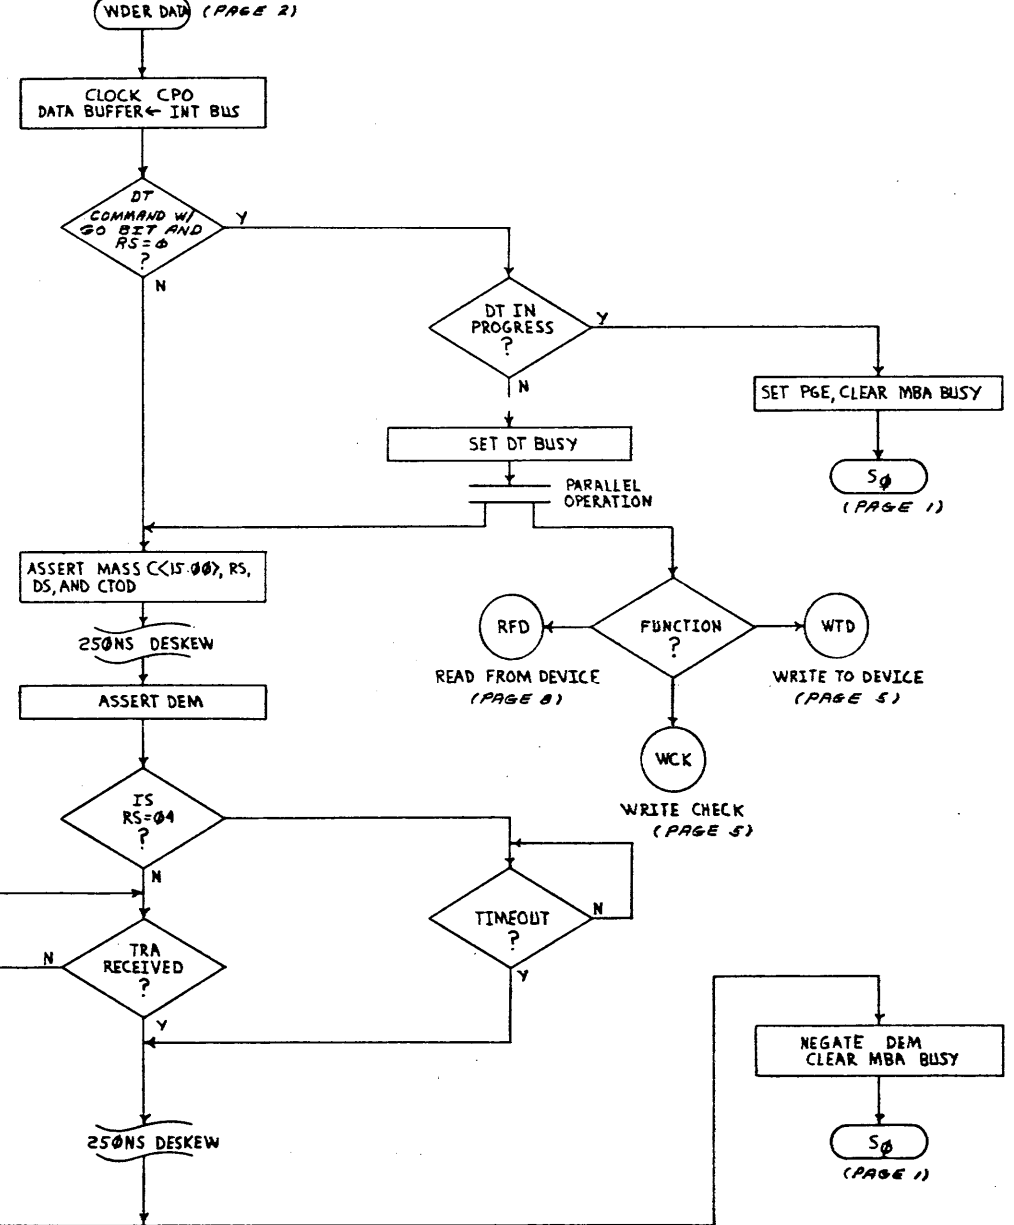 WDER DATA (PAGE 2)
CLOCK CPO
DATA BUFFER← INT BUS
DT
COMMAND W/
GO BIT AND
RS=ϕ
?
Y
N
DT IN
PROGRESS
?
Y
N
SET PGE, CLEAR MBA BUSY
Sϕ
(PAGE 1)
SET DT BUSY
PARALLEL
OPERATION
ASSERT MASS C<15:ϕϕ>, RS,
DS, AND CTOD
25ϕNS DESKEW
ASSERT DEM
FUNCTION
?
RFD
READ FROM DEVICE
(PAGE 8)
WTD
WRITE TO DEVICE
(PAGE 5)
WCK
WRITE CHECK
(PAGE 5)
IS
RS=ϕ4
?
N
TIMEOUT
?
N
Y
TRA
RECEIVED
?
N
Y
25ϕNS DESKEW
NEGATE DEM
CLEAR MBA BUSY
Sϕ
(PAGE 1)